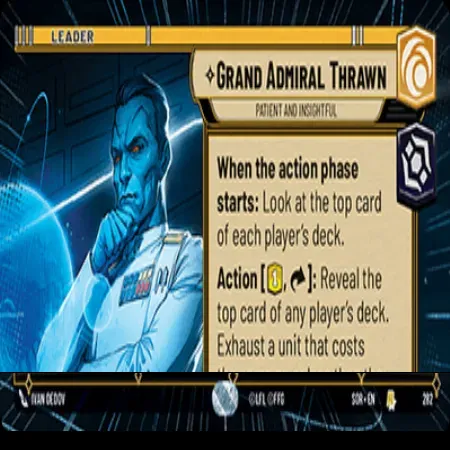 LEADER
GRAND ADMIRAL THRAWN
PATIENT AND INSIGHTFUL
When the action phase
starts: Look at the top card
of each player's deck.
Action [1, ]: Reveal the
top card of any player's deck.
Exhaust a unit that costs
IVAN DEDOV
©LFL ©FFG
SOR • EN
282